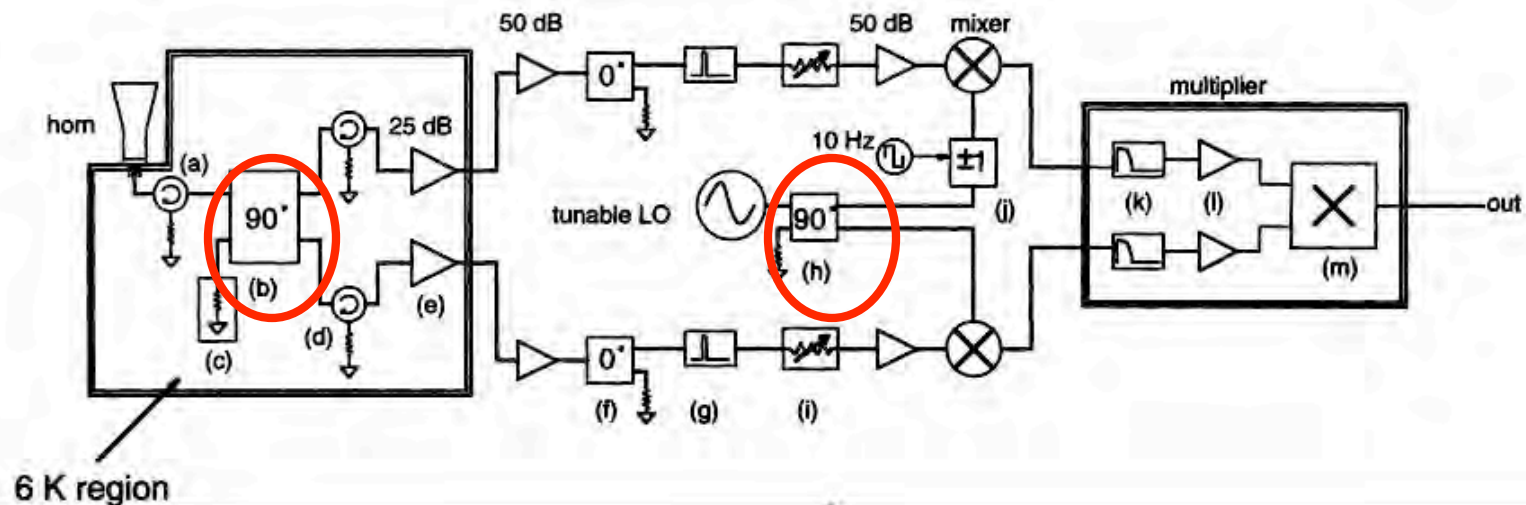 50 dB
50 dB
mixer
0°
multiplier
horn
(a)
25 dB
10 Hz
±1
90°
tunable LO
90°
(j)
(k)
(l)
out
(b)
(h)
(m)
(e)
(d)
(c)
0°
(f)
(g)
(i)
6 K region